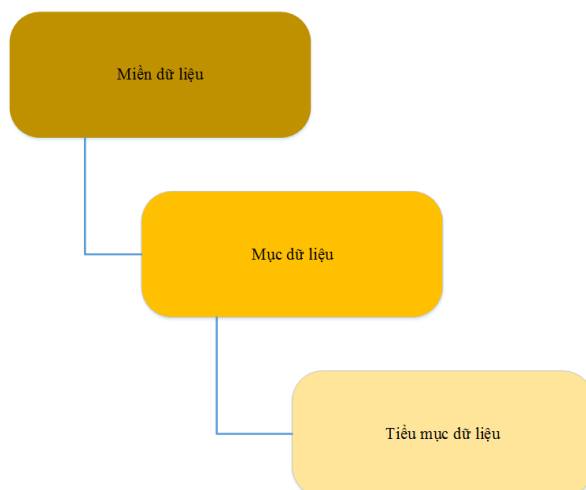 Miền dữ liệu
Mục dữ liệu
Tiểu mục dữ liệu